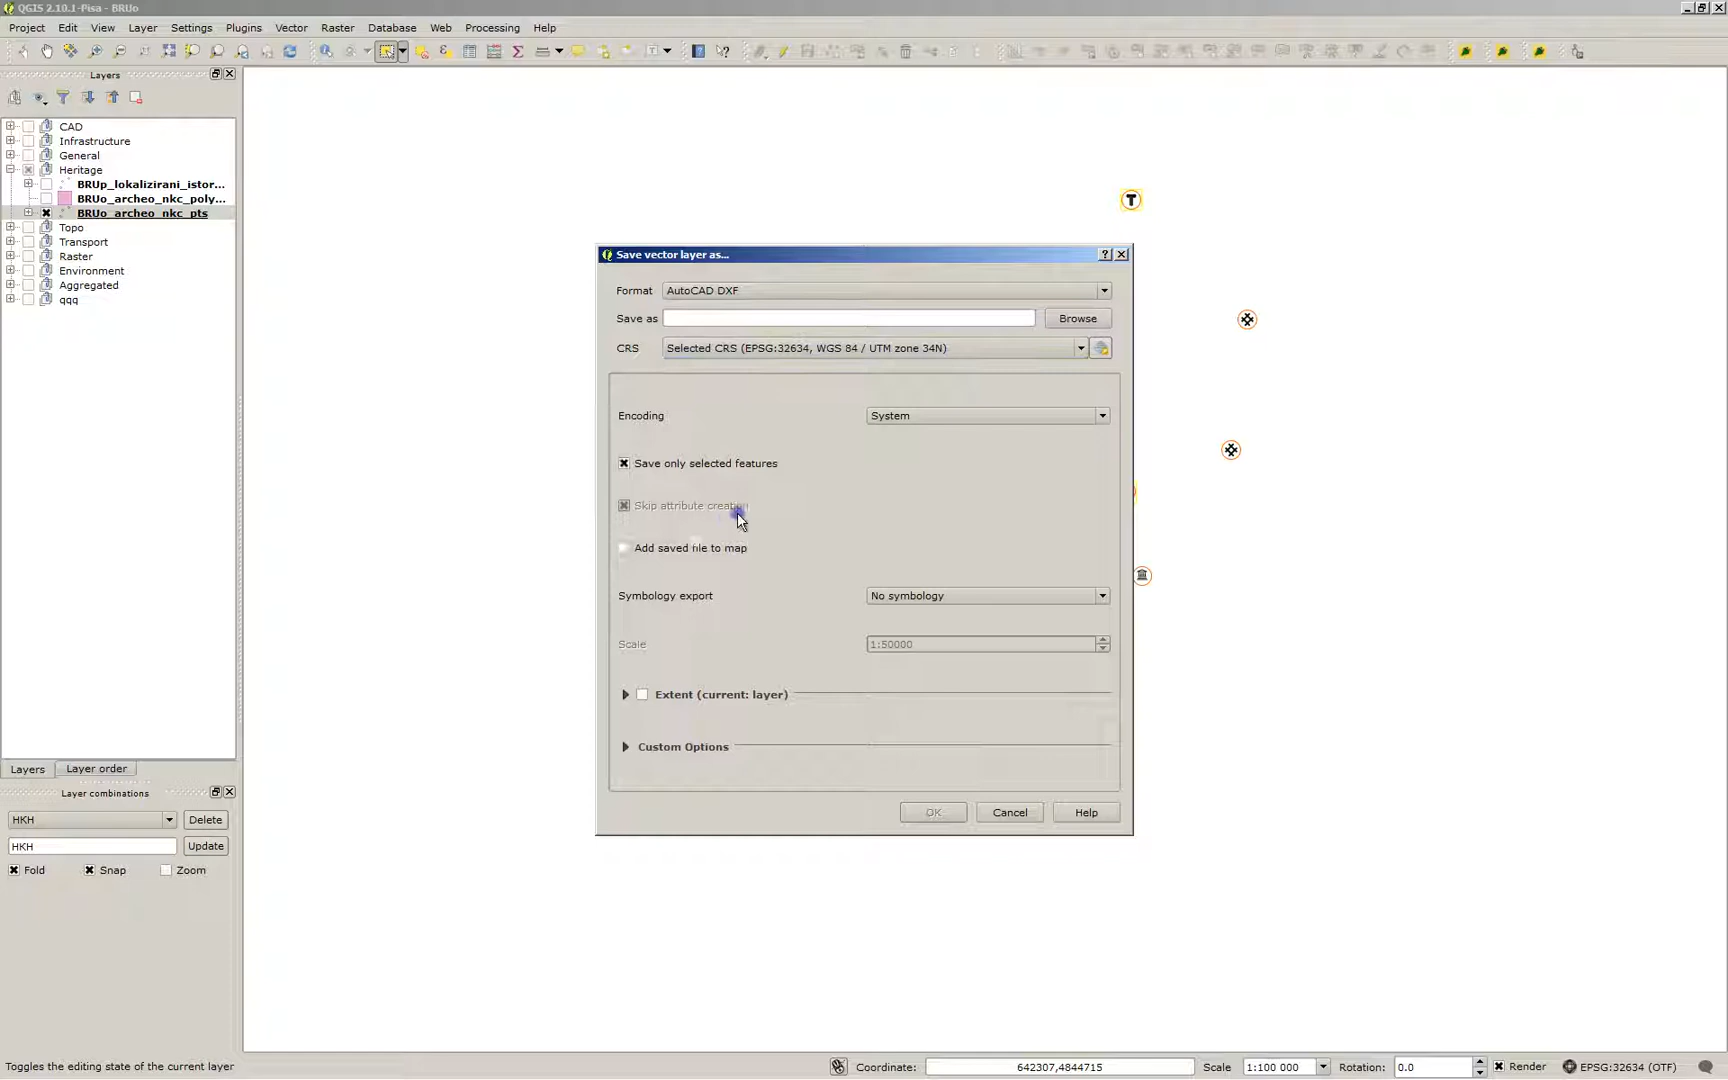 QGIS 2.10.1-Pisa - BRUo
Project Edit View Layer Settings Plugins Vector Raster Database Web Processing Help
Layers
CAD
Infrastructure
General
Heritage
BRUp_lokalizirani_istor...
BRUo_archeo_nkc_poly...
BRUo_archeo_nkc_pts
Topo
Transport
Raster
Environment
Aggregated
qqq
Layers Layer order
Layer combinations
HKH Delete
HKH Update
Fold Snap Zoom
T
Save vector layer as...
Format AutoCAD DXF
Save as Browse
CRS Selected CRS (EPSG:32634, WGS 84 / UTM zone 34N)
Encoding System
Save only selected features
Skip attribute creation
Add saved file to map
Symbology export No symbology
Scale 1:50000
Extent (current: layer)
Custom Options
OK Cancel Help
Toggles the editing state of the current layer Coordinate: 642307,4844715 Scale 1:100 000 Rotation: 0.0 Render EPSG:32634 (OTF)